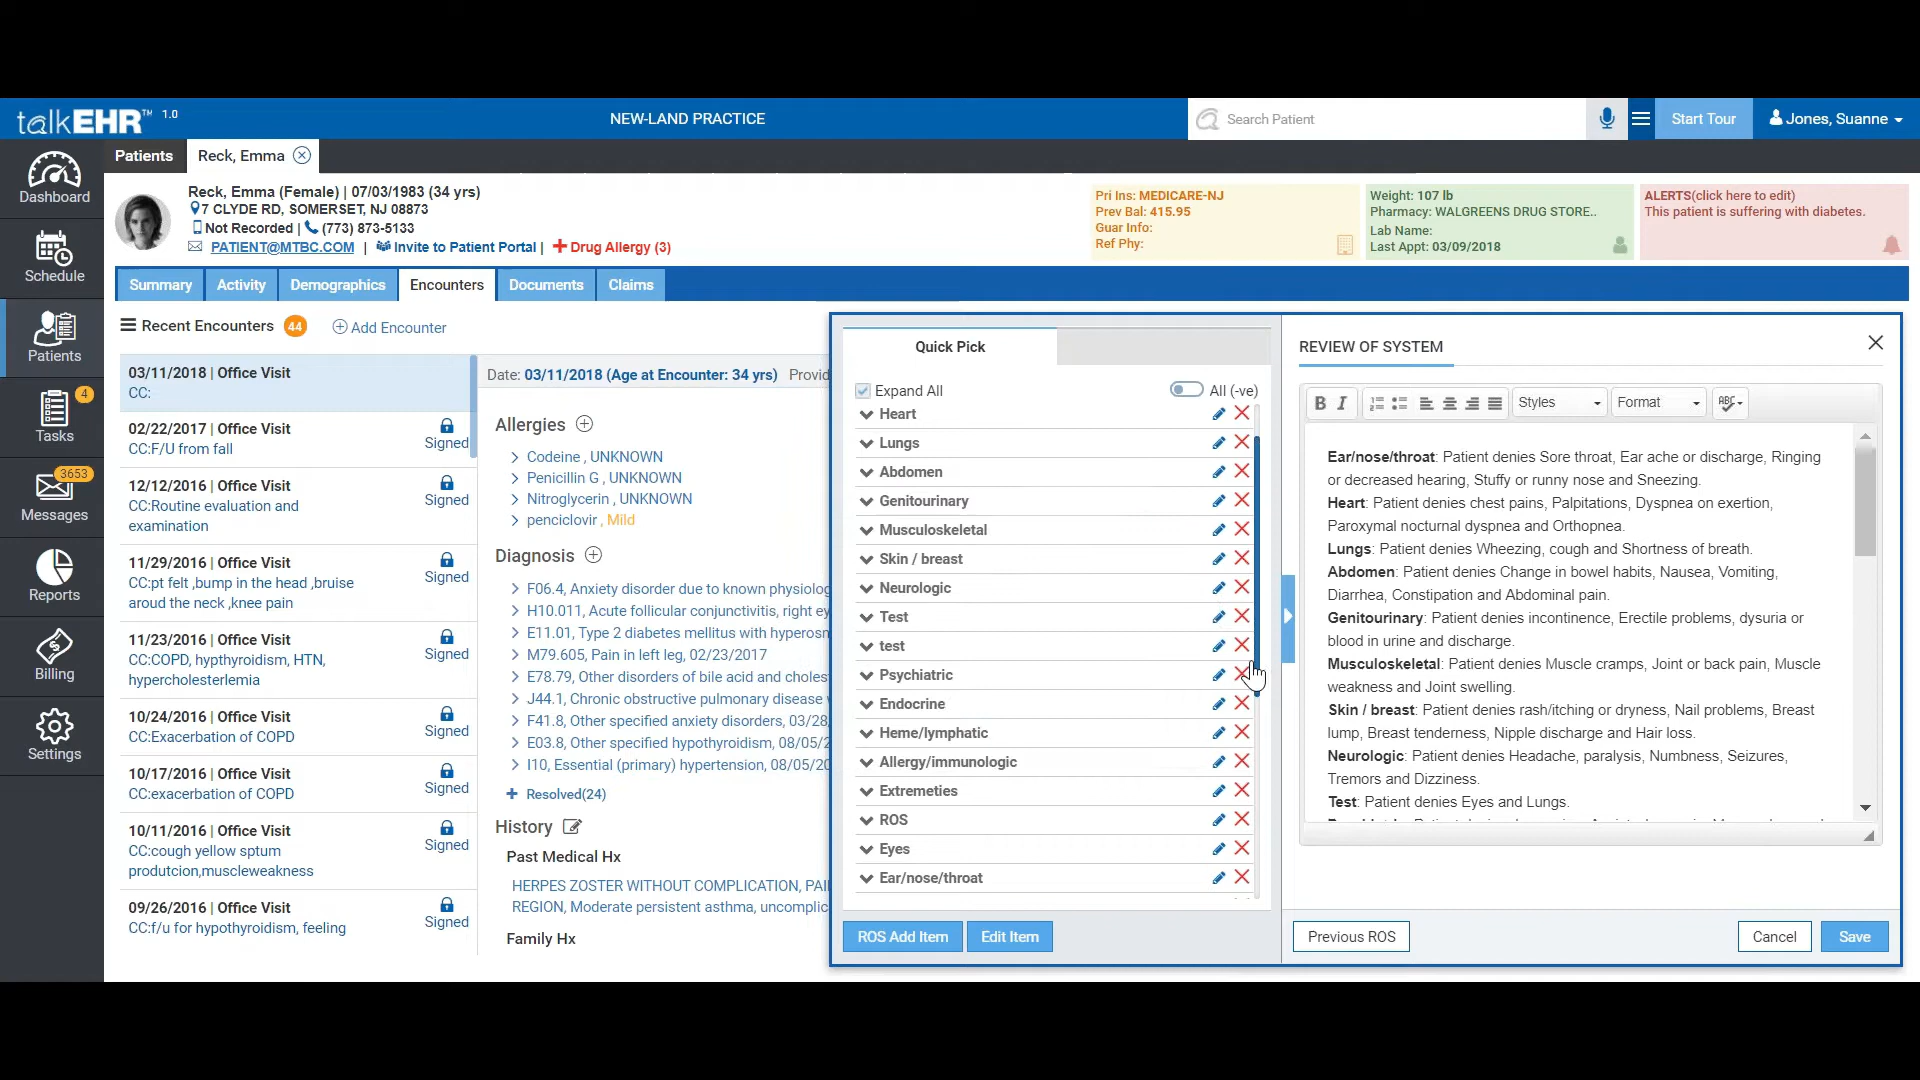 talkEHR™ 1.0
NEW-LAND PRACTICE
Search Patient
Start Tour
Jones, Suanne
Dashboard
Schedule
Patients
4
Tasks
3653
Messages
Reports
Billing
Settings
Patients
Reck, Emma
Reck, Emma (Female) | 07/03/1983 (34 yrs)
7 CLYDE RD, SOMERSET, NJ 08873
Not Recorded | (773) 873-5133
PATIENT@MTBC.COM | Invite to Patient Portal | Drug Allergy (3)
Pri Ins: MEDICARE-NJ
Prev Bal: 415.95
Guar Info:
Ref Phy:
Weight: 107 lb
Pharmacy: WALGREENS DRUG STORE..
Lab Name:
Last Appt: 03/09/2018
ALERTS(click here to edit)
This patient is suffering with diabetes.
Summary
Activity
Demographics
Encounters
Documents
Claims
Recent Encounters 44
Add Encounter
03/11/2018 | Office Visit
CC:
02/22/2017 | Office Visit
CC:F/U from fall
Signed
12/12/2016 | Office Visit
CC:Routine evaluation and
examination
Signed
11/29/2016 | Office Visit
CC:pt felt ,bump in the head ,bruise
aroud the neck ,knee pain
Signed
11/23/2016 | Office Visit
CC:COPD, hypthyroidism, HTN,
hypercholesterlemia
Signed
10/24/2016 | Office Visit
CC:Exacerbation of COPD
Signed
10/17/2016 | Office Visit
CC:exacerbation of COPD
Signed
10/11/2016 | Office Visit
CC:cough yellow sptum
produtcion,muscleweakness
Signed
09/26/2016 | Office Visit
CC:f/u for hypothyroidism, feeling
Signed
Date: 03/11/2018 (Age at Encounter: 34 yrs) Provid
Allergies
Codeine , UNKNOWN
Penicillin G , UNKNOWN
Nitroglycerin , UNKNOWN
penciclovir , Mild
Diagnosis
F06.4, Anxiety disorder due to known physiolog
H10.011, Acute follicular conjunctivitis, right ey
E11.01, Type 2 diabetes mellitus with hyperosn
M79.605, Pain in left leg, 02/23/2017
E78.79, Other disorders of bile acid and choles
J44.1, Chronic obstructive pulmonary disease
F41.8, Other specified anxiety disorders, 03/28,
E03.8, Other specified hypothyroidism, 08/05/2
I10, Essential (primary) hypertension, 08/05/20
Resolved(24)
History
Past Medical Hx
HERPES ZOSTER WITHOUT COMPLICATION, PAI
REGION, Moderate persistent asthma, uncomplic
Family Hx
Quick Pick
Expand All
All (-ve)
Heart
Lungs
Abdomen
Genitourinary
Musculoskeletal
Skin / breast
Neurologic
Test
test
Psychiatric
Endocrine
Heme/lymphatic
Allergy/immunologic
Extremeties
ROS
Eyes
Ear/nose/throat
ROS Add Item
Edit Item
REVIEW OF SYSTEM
B I
Styles
Format
ABC
Ear/nose/throat: Patient denies Sore throat, Ear ache or discharge, Ringing
or decreased hearing, Stuffy or runny nose and Sneezing.
Heart: Patient denies chest pains, Palpitations, Dyspnea on exertion,
Paroxymal nocturnal dyspnea and Orthopnea.
Lungs: Patient denies Wheezing, cough and Shortness of breath.
Abdomen: Patient denies Change in bowel habits, Nausea, Vomiting,
Diarrhea, Constipation and Abdominal pain.
Genitourinary: Patient denies incontinence, Erectile problems, dysuria or
blood in urine and discharge.
Musculoskeletal: Patient denies Muscle cramps, Joint or back pain, Muscle
weakness and Joint swelling.
Skin / breast: Patient denies rash/itching or dryness, Nail problems, Breast
lump, Breast tenderness, Nipple discharge and Hair loss.
Neurologic: Patient denies Headache, paralysis, Numbness, Seizures,
Tremors and Dizziness.
Test: Patient denies Eyes and Lungs.
Previous ROS
Cancel
Save